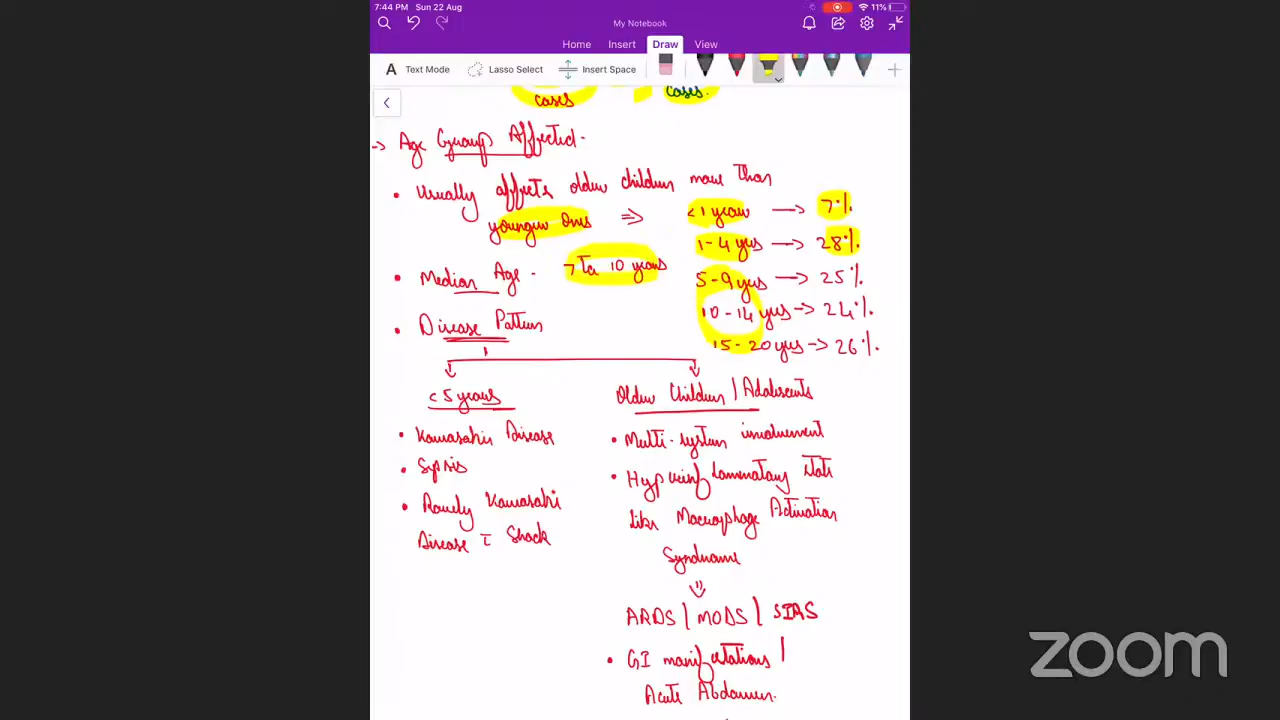 7:44 PM Sun 22 Aug
11%
My Notebook
Home Insert Draw View
Text Mode Lasso Select Insert Space
cases cases.
→ Age Group Affected.
• Usually affects older children more than
younger ones ⇒ <1 year → 7%.
1-4 yrs → 28%.
• Median Age - 7 to 10 years
5-9 yrs → 25%.
10-14 yrs → 24%.
15-20 yrs → 26%.
• Disease Pattern
<5 years
• Kawasaki Disease
• Sepsis
• Rarely Kawasaki
Disease c Shock
Older Children / Adolescents
• Multi-system involvement
• Hyperinflammatory state
like Macrophage Activation
Syndrome
⇓
ARDS / MODS / SIRS
• GI manifestations /
Acute Abdomen.
zoom